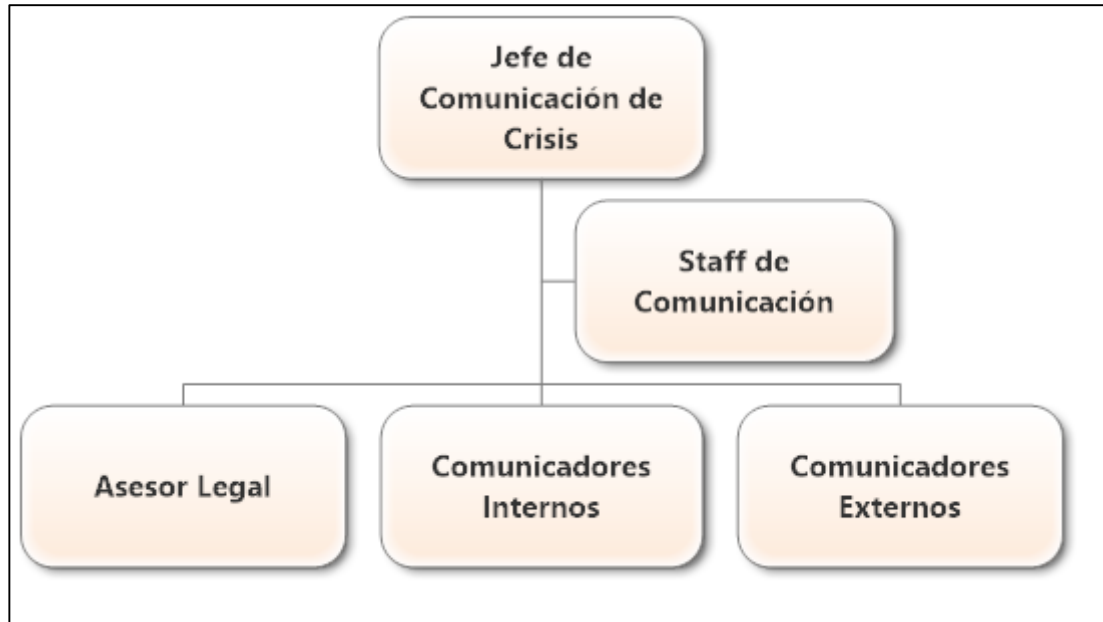 Jefe de
Comunicación de
Crisis
Staff de
Comunicación
Asesor Legal
Comunicadores
Internos
Comunicadores
Externos